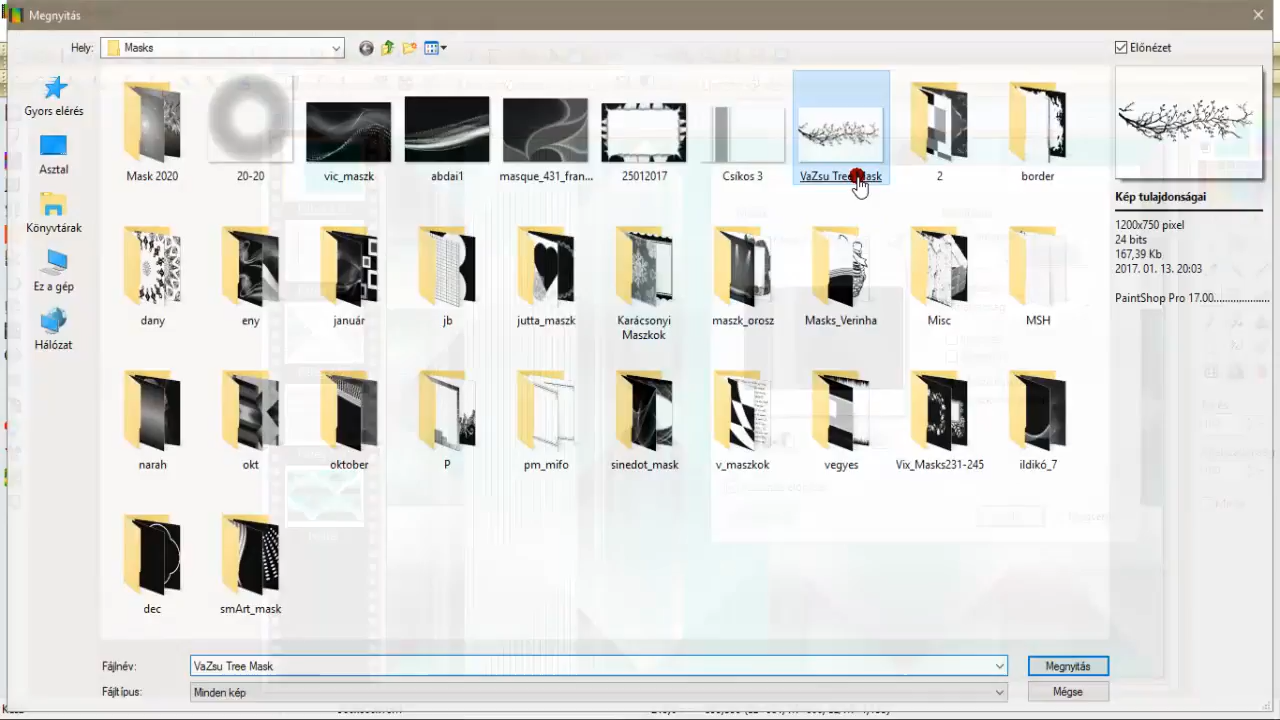 Megnyitás
Hely: Masks
Előnézet
Gyors elérés
Asztal
Könyvtárak
Ez a gép
Hálózat
Mask 2020
20-20
vic_maszk
abdai1
masque_431_fran...
25012017
Csíkos 3
VaZsu Tree Mask
2
border
dany
eny
január
jb
jutta_maszk
Karácsonyi
Maszkok
maszk_orosz
Masks_Verinha
Misc
MSH
narah
okt
oktober
P
pm_mifo
sinedot_mask
v_maszkok
vegyes
Vix_Masks231-245
ildikó_7
dec
smArt_mask
Kép tulajdonságai
1200x750 pixel
24 bits
167,39 Kb
2017. 01. 13. 20:03
PaintShop Pro 17.00....................
Fájlnév: VaZsu Tree Mask
Megnyitás
Fájltípus: Minden kép
Mégse